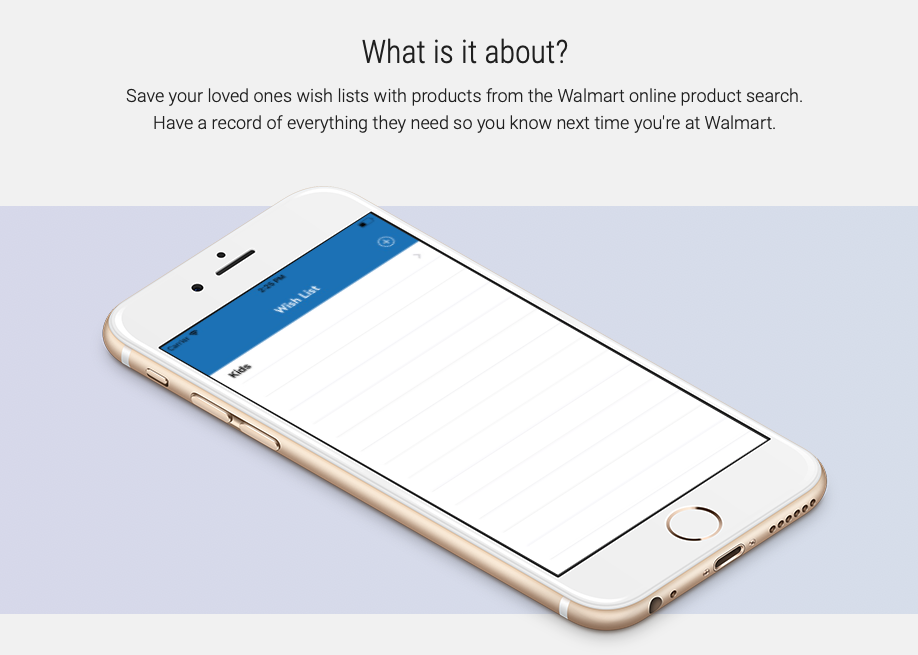 What is it about?
Save your loved ones wish lists with products from the Walmart online product search.
Have a record of everything they need so you know next time you're at Walmart.
Carrier
3:29 PM
Wish List
Kids